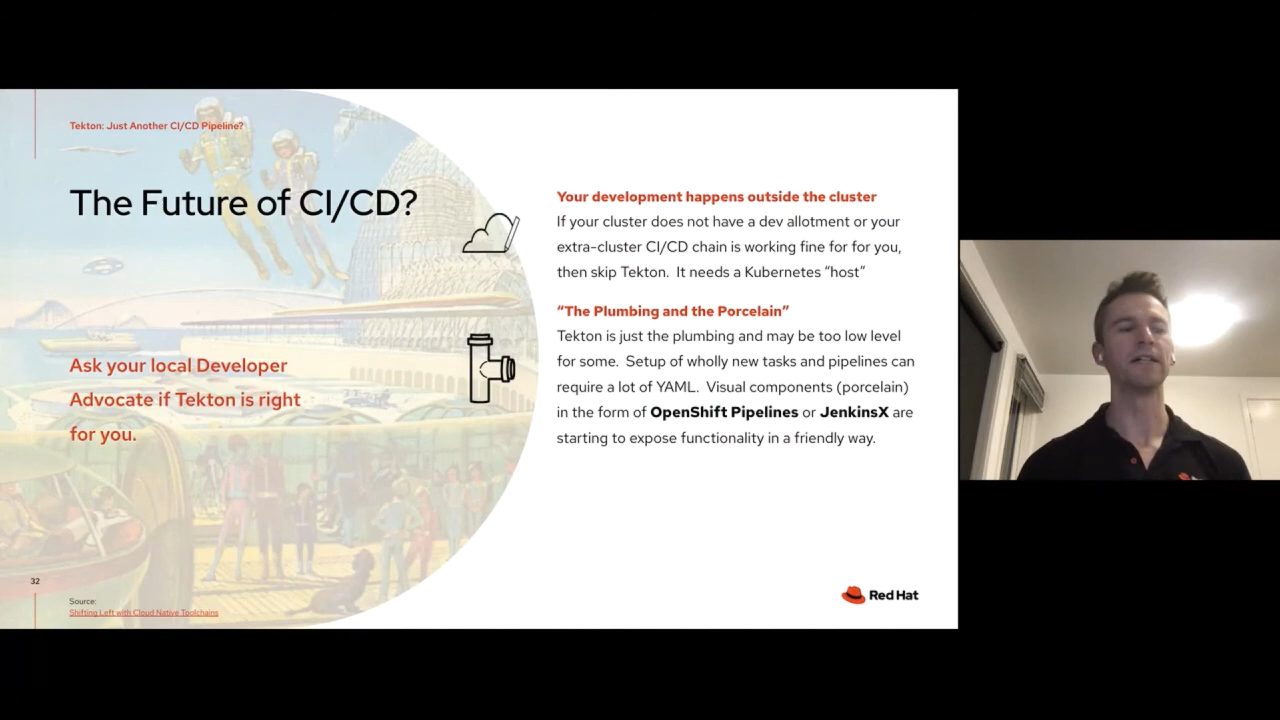 Tekton: Just Another CI/CD Pipeline?
The Future of CI/CD?
Ask your local Developer
Advocate if Tekton is right
for you.
Your development happens outside the cluster
If your cluster does not have a dev allotment or your
extra-cluster CI/CD chain is working fine for for you,
then skip Tekton.  It needs a Kubernetes “host”
“The Plumbing and the Porcelain”
Tekton is just the plumbing and may be too low level
for some.  Setup of wholly new tasks and pipelines can
require a lot of YAML.  Visual components (porcelain)
in the form of OpenShift Pipelines or JenkinsX are
starting to expose functionality in a friendly way.
32
Source:
Shifting Left with Cloud Native Toolchains
Red Hat